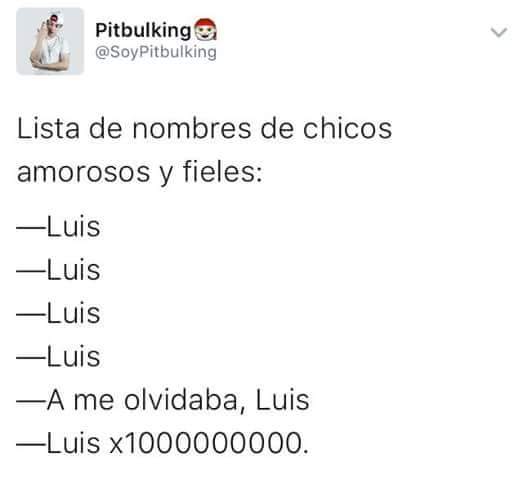 Pitbulking🎅
@SoyPitbulking
Lista de nombres de chicos
amorosos y fieles:
—Luis
—Luis
—Luis
—Luis
—A me olvidaba, Luis
—Luis x1000000000.